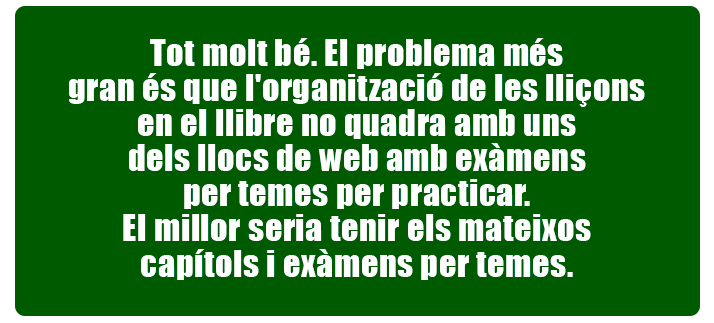 Tot molt bé. El problema més
gran és que l'organització de les lliçons
en el llibre no quadra amb uns
dels llocs de web amb exàmens
per temes per practicar.
El millor seria tenir els mateixos
capítols i exàmens per temes.